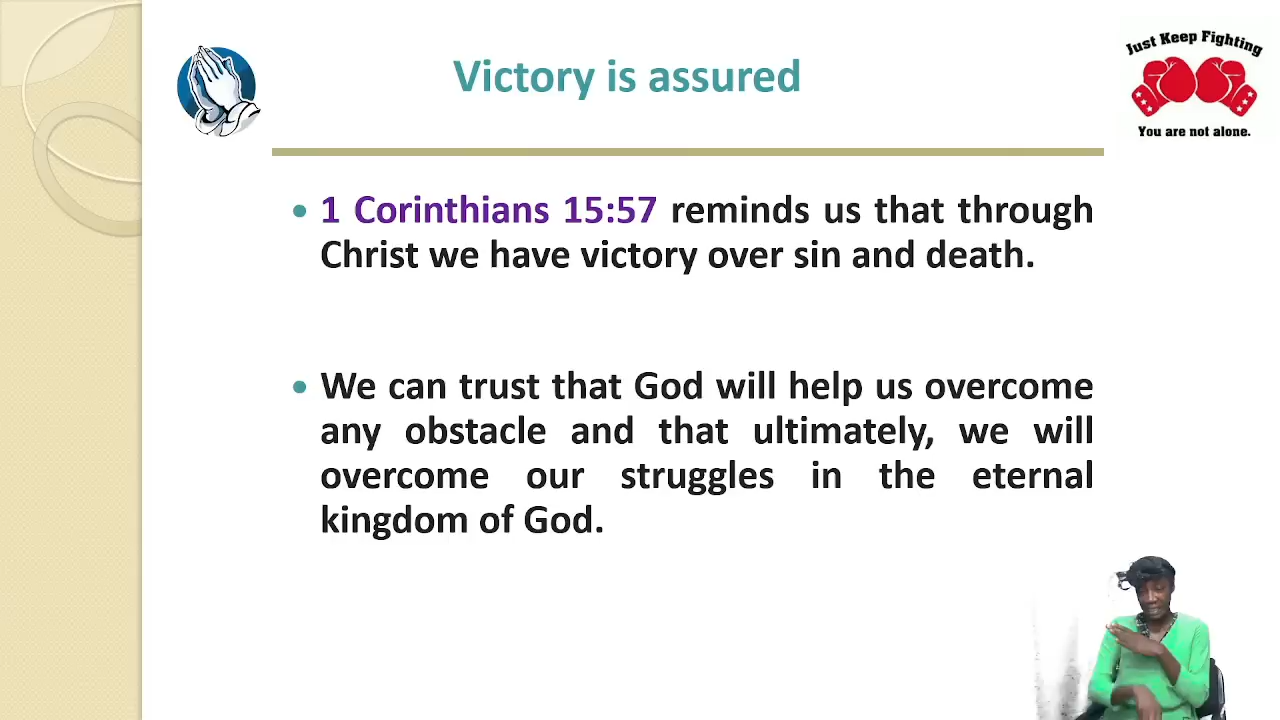 Victory is assured
Just Keep Fighting
You are not alone.
1 Corinthians 15:57 reminds us that through
Christ we have victory over sin and death.
We can trust that God will help us overcome
any obstacle and that ultimately, we will
overcome our struggles in the eternal
kingdom of God.